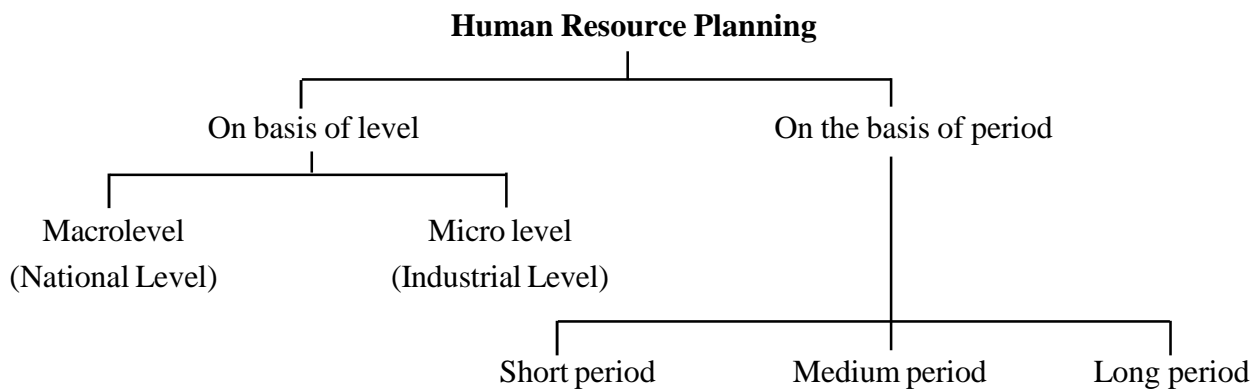 Human Resource Planning
On basis of level
On the basis of period
Macrolevel
(National Level)
Micro level
(Industrial Level)
Short period
Medium period
Long period